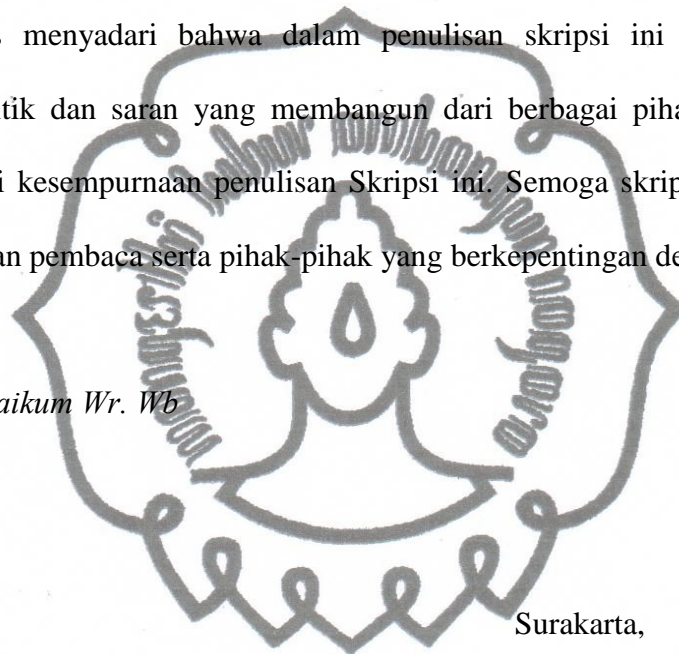 s menyadari bahwa dalam penulisan skripsi ini
tik dan saran yang membangun dari berbagai piha
i kesempurnaan penulisan Skripsi ini. Semoga skrip
an pembaca serta pihak-pihak yang berkepentingan de
aikum Wr. Wb
Surakarta,